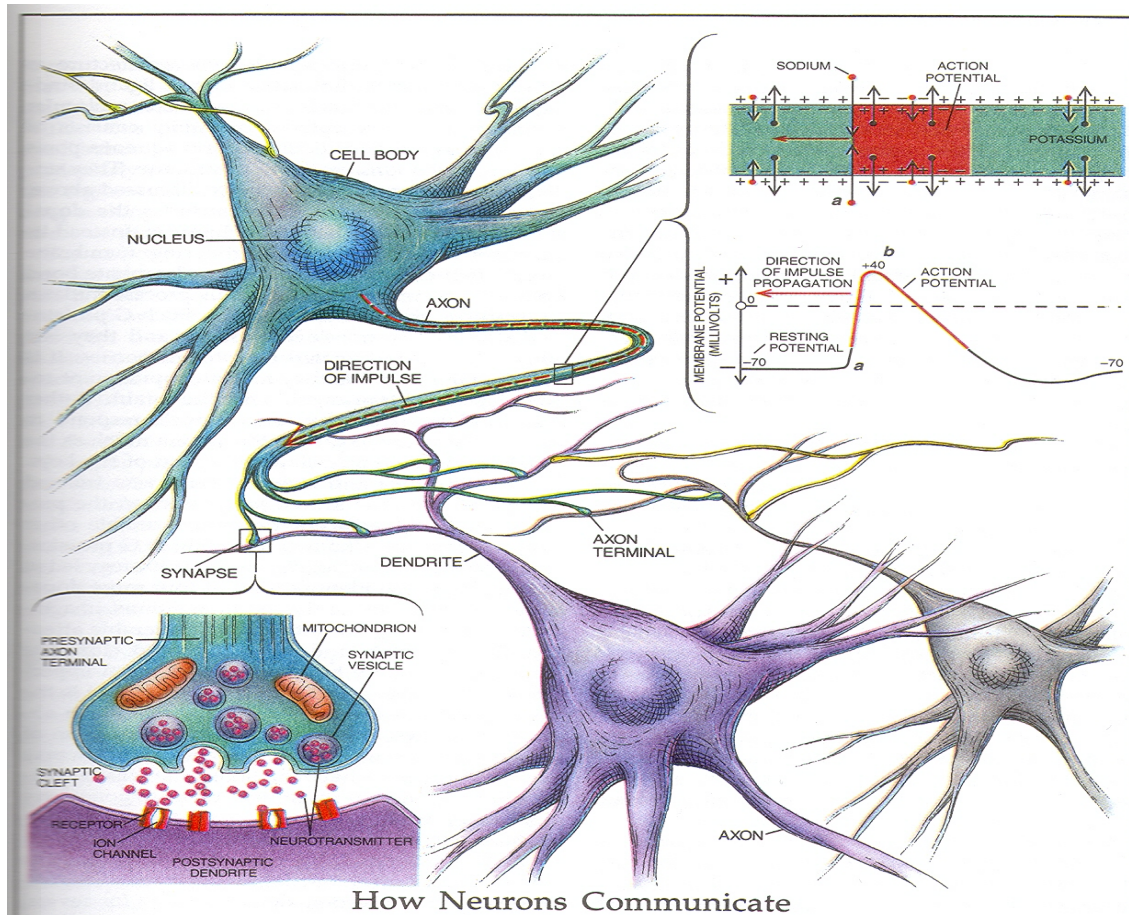 SODIUM
ACTION
POTENTIAL
POTASSIUM
a
CELL BODY
NUCLEUS
AXON
DIRECTION
OF IMPULSE
MEMBRANE POTENTIAL
(MILLIVOLTS)
+
0
−
DIRECTION
OF IMPULSE
PROPAGATION
b
+40
ACTION
POTENTIAL
RESTING
POTENTIAL
−70
a
−70
SYNAPSE
DENDRITE
AXON
TERMINAL
PRESYNAPTIC
AXON
TERMINAL
MITOCHONDRION
SYNAPTIC
VESICLE
SYNAPTIC
CLEFT
RECEPTOR
ION
CHANNEL
NEUROTRANSMITTER
POSTSYNAPTIC
DENDRITE
AXON
How Neurons Communicate